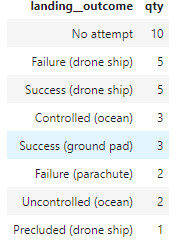 landing__outcome qty
No attempt 10
Failure (drone ship) 5
Success (drone ship) 5
Controlled (ocean) 3
Success (ground pad) 3
Failure (parachute) 2
Uncontrolled (ocean) 2
Precluded (drone ship) 1